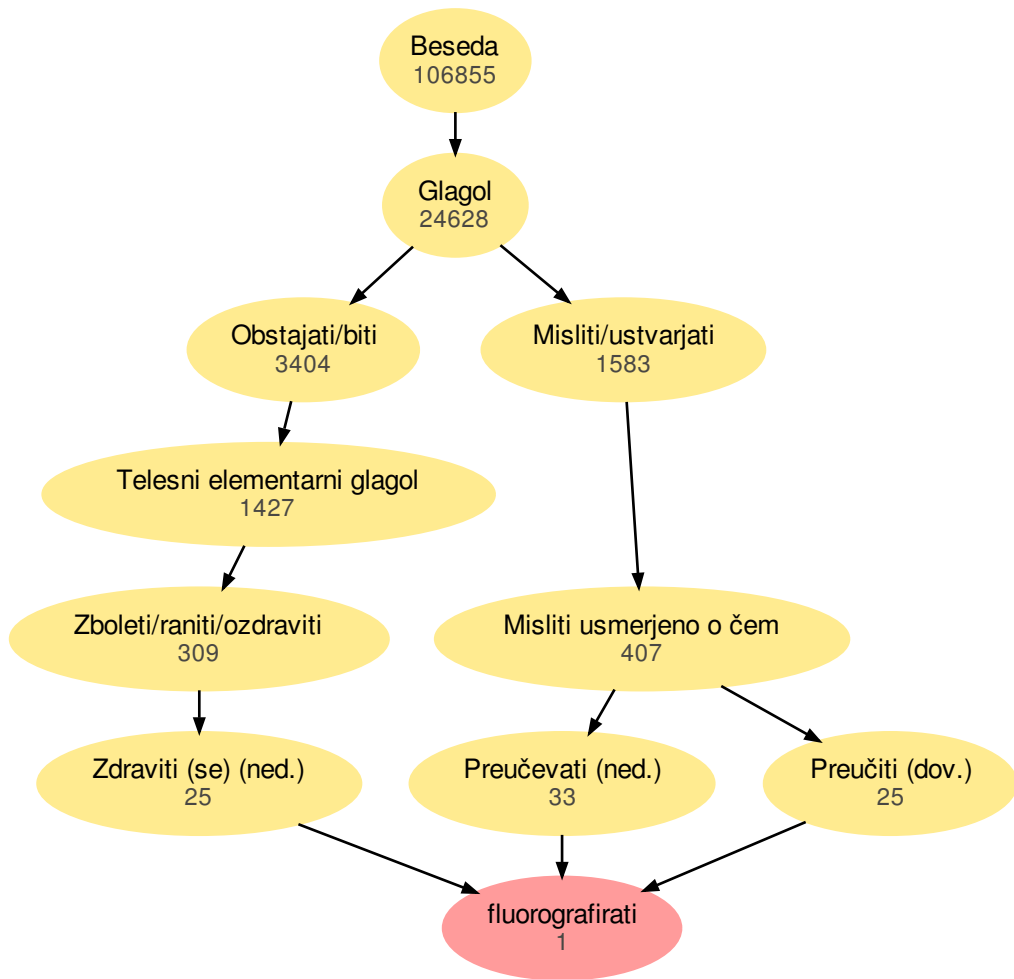 Beseda
106855
Glagol
24628
Obstajati/biti
3404
Misliti/ustvarjati
1583
Telesni elementarni glagol
1427
Zboleti/raniti/ozdraviti
309
Misliti usmerjeno o čem
407
Zdraviti (se) (ned.)
25
Preučevati (ned.)
33
Preučiti (dov.)
25
fluorografirati
1